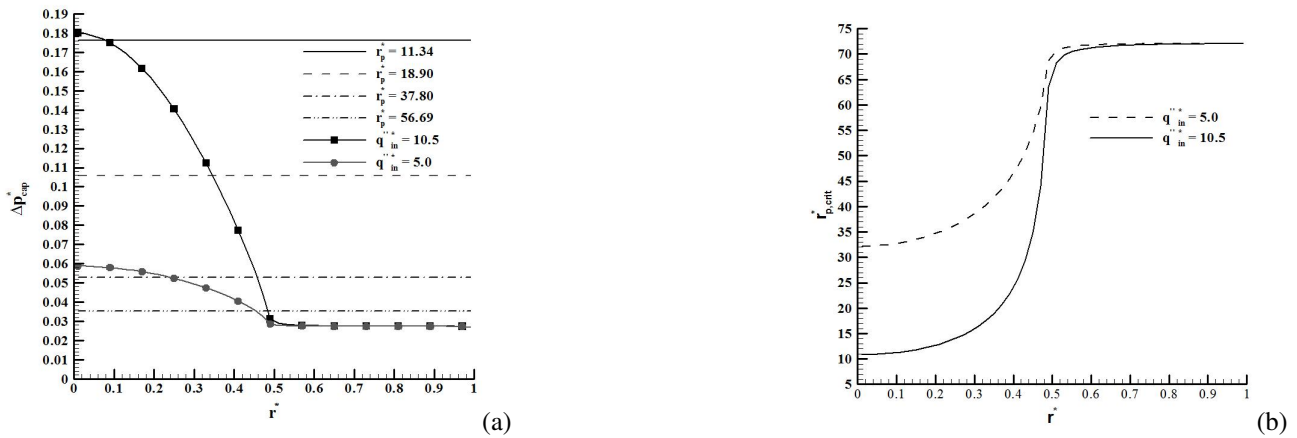 0.19
0.18
0.17
0.16
0.15
0.14
0.13
0.12
0.11
0.1
0.09
0.08
0.07
0.06
0.05
0.04
0.03
0.02
0.01
0
Δp*cap
r*p = 11.34
r*p = 18.90
r*p = 37.80
r*p = 56.69
q''*in = 10.5
q''*in = 5.0
0 0.1 0.2 0.3 0.4 0.5 0.6 0.7 0.8 0.9 1
r*
(a)
75
70
65
60
55
50
45
40
35
30
25
20
15
10
5
r*p,crit
q''*in = 5.0
q''*in = 10.5
0 0.1 0.2 0.3 0.4 0.5 0.6 0.7 0.8 0.9 1
r*
(b)